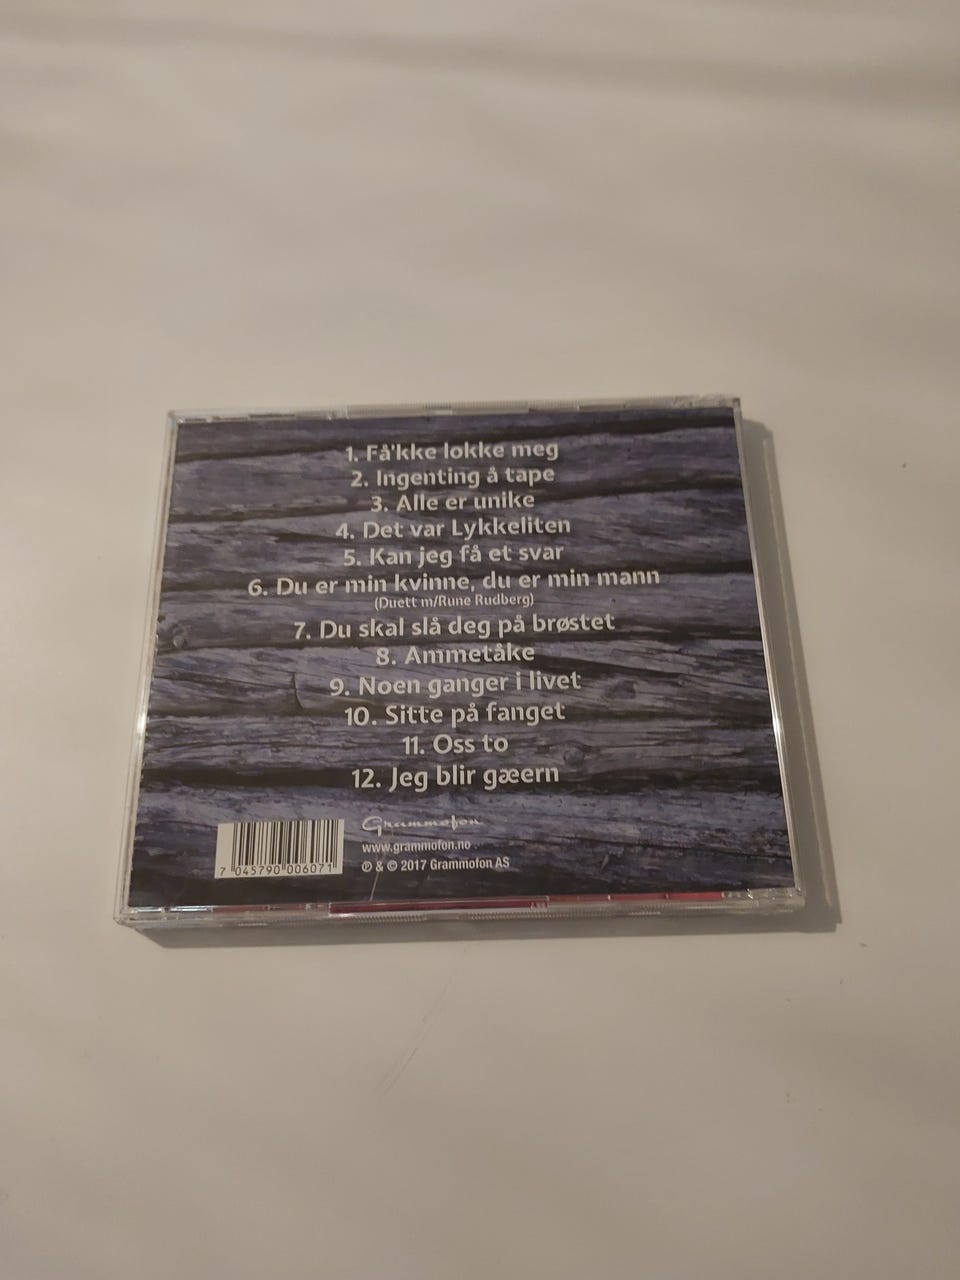 1. Få'kke lokke meg
2. Ingenting å tape
3. Alle er unike
4. Det var Lykkeliten
5. Kan jeg få et svar
6. Du er min kvinne, du er min mann
(Duett m/Rune Rudberg)
7. Du skal slå deg på brøstet
8. Ammetåke
9. Noen ganger i livet
10. Sitte på fanget
11. Oss to
12. Jeg blir gæern
Grammofon
www.grammofon.no
℗ & © 2017 Grammofon AS
7 045790 006071